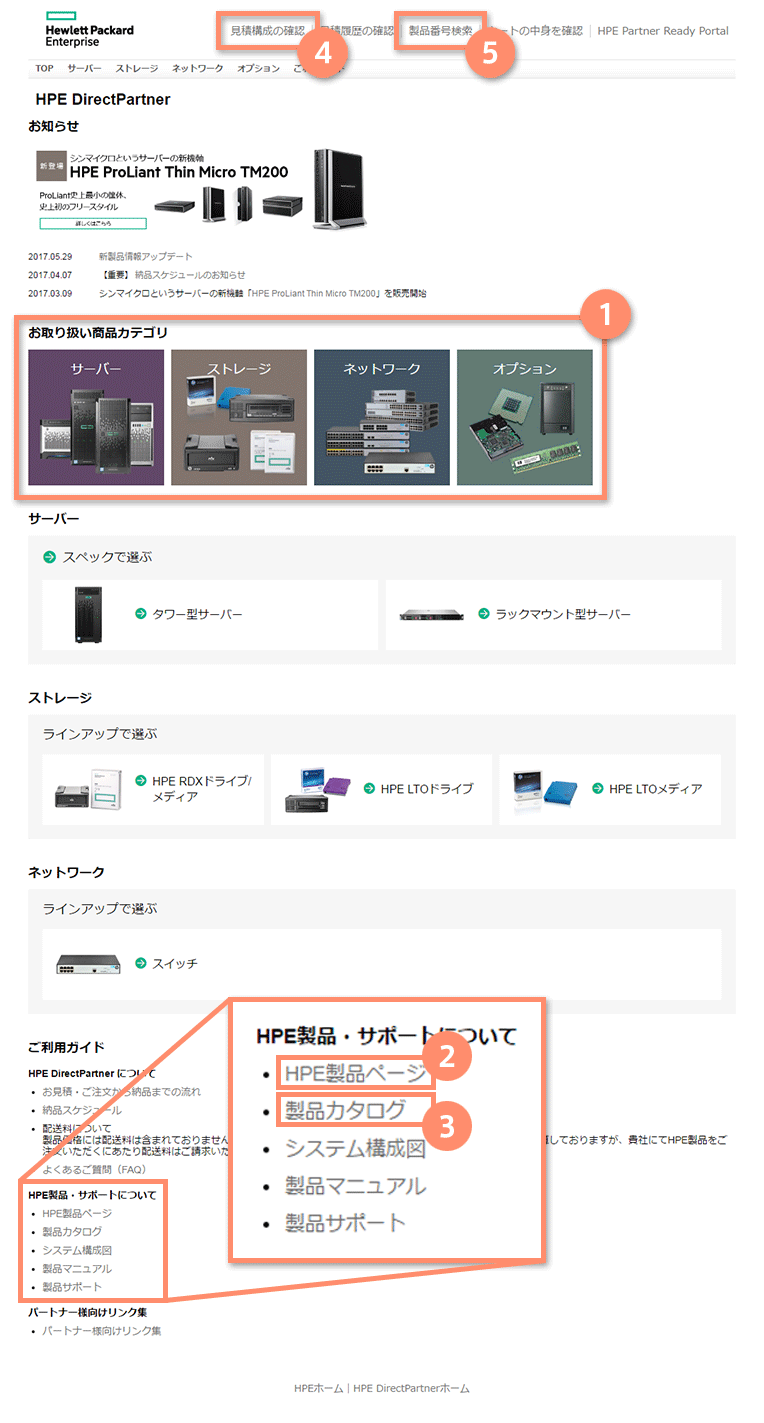 Hewlett Packard
Enterprise
見積構成の確認
積履歴の確認
製品番号検索
ートの中身を確認
HPE Partner Ready Portal
4
5
TOP サーバー ストレージ ネットワーク オプション
HPE DirectPartner
お知らせ
新登場
シンマイクロというサーバーの新機軸
HPE ProLiant Thin Micro TM200
ProLiant史上最小の筐体、
史上初のフリースタイル
詳しくはこちら
2017.05.29 新製品情報アップデート
2017.04.07 【重要】 納品スケジュールのお知らせ
2017.03.09 シンマイクロというサーバーの新機軸「HPE ProLiant Thin Micro TM200」を販売開始
1
お取り扱い商品カテゴリ
サーバー ストレージ ネットワーク オプション
サーバー
スペックで選ぶ
タワー型サーバー ラックマウント型サーバー
ストレージ
ラインアップで選ぶ
HPE RDXドライブ/
メディア
HPE LTOドライブ
HPE LTOメディア
ネットワーク
ラインアップで選ぶ
スイッチ
ご利用ガイド
HPE DirectPartner について
お見積・ご注文から納品までの流れ
納品スケジュール
配送料について
製品価格には配送料は含まれておりません
しておりますが、貴社にてHPE製品をご
注文いただくにあたり配送料はご請求いた
よくあるご質問（FAQ）
HPE製品・サポートについて
HPE製品ページ
製品カタログ
システム構成図
製品マニュアル
製品サポート
HPE製品・サポートについて
HPE製品ページ
2
製品カタログ
3
システム構成図
製品マニュアル
製品サポート
パートナー様向けリンク集
パートナー様向けリンク集
HPEホーム | HPE DirectPartnerホーム